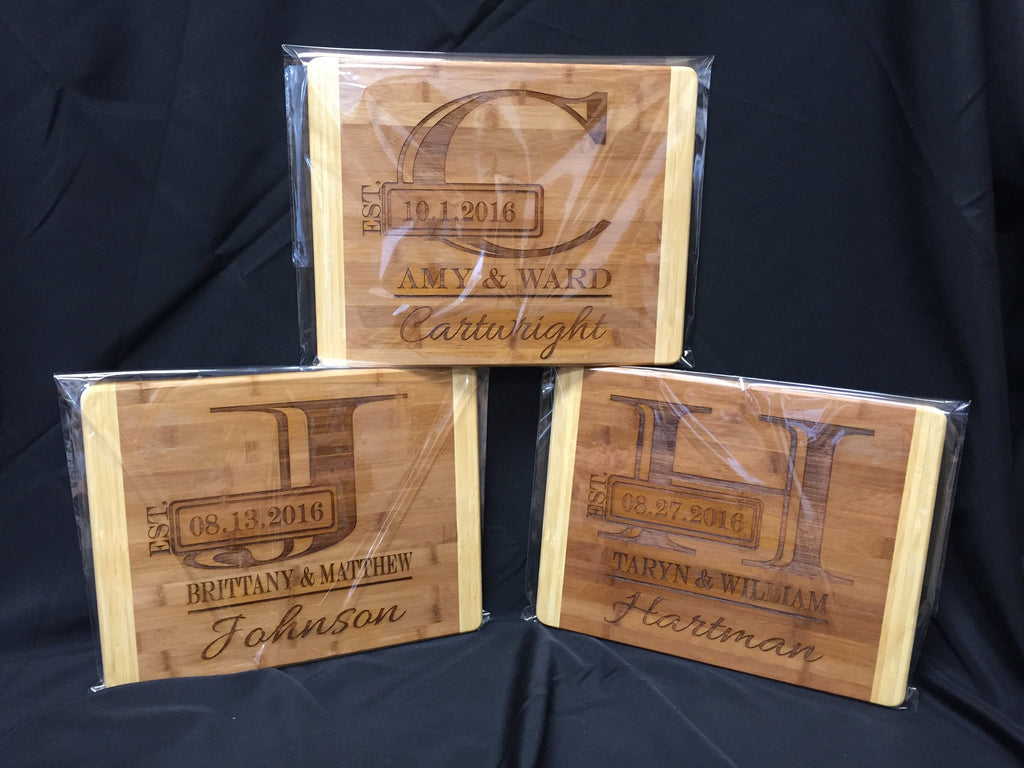 C
EST.
10.1.2016
AMY & WARD
Cartwright
J
EST.
08.13.2016
BRITTANY & MATTHEW
Johnson
H
EST.
08.27.2016
TARYN & WILLIAM
Hartman